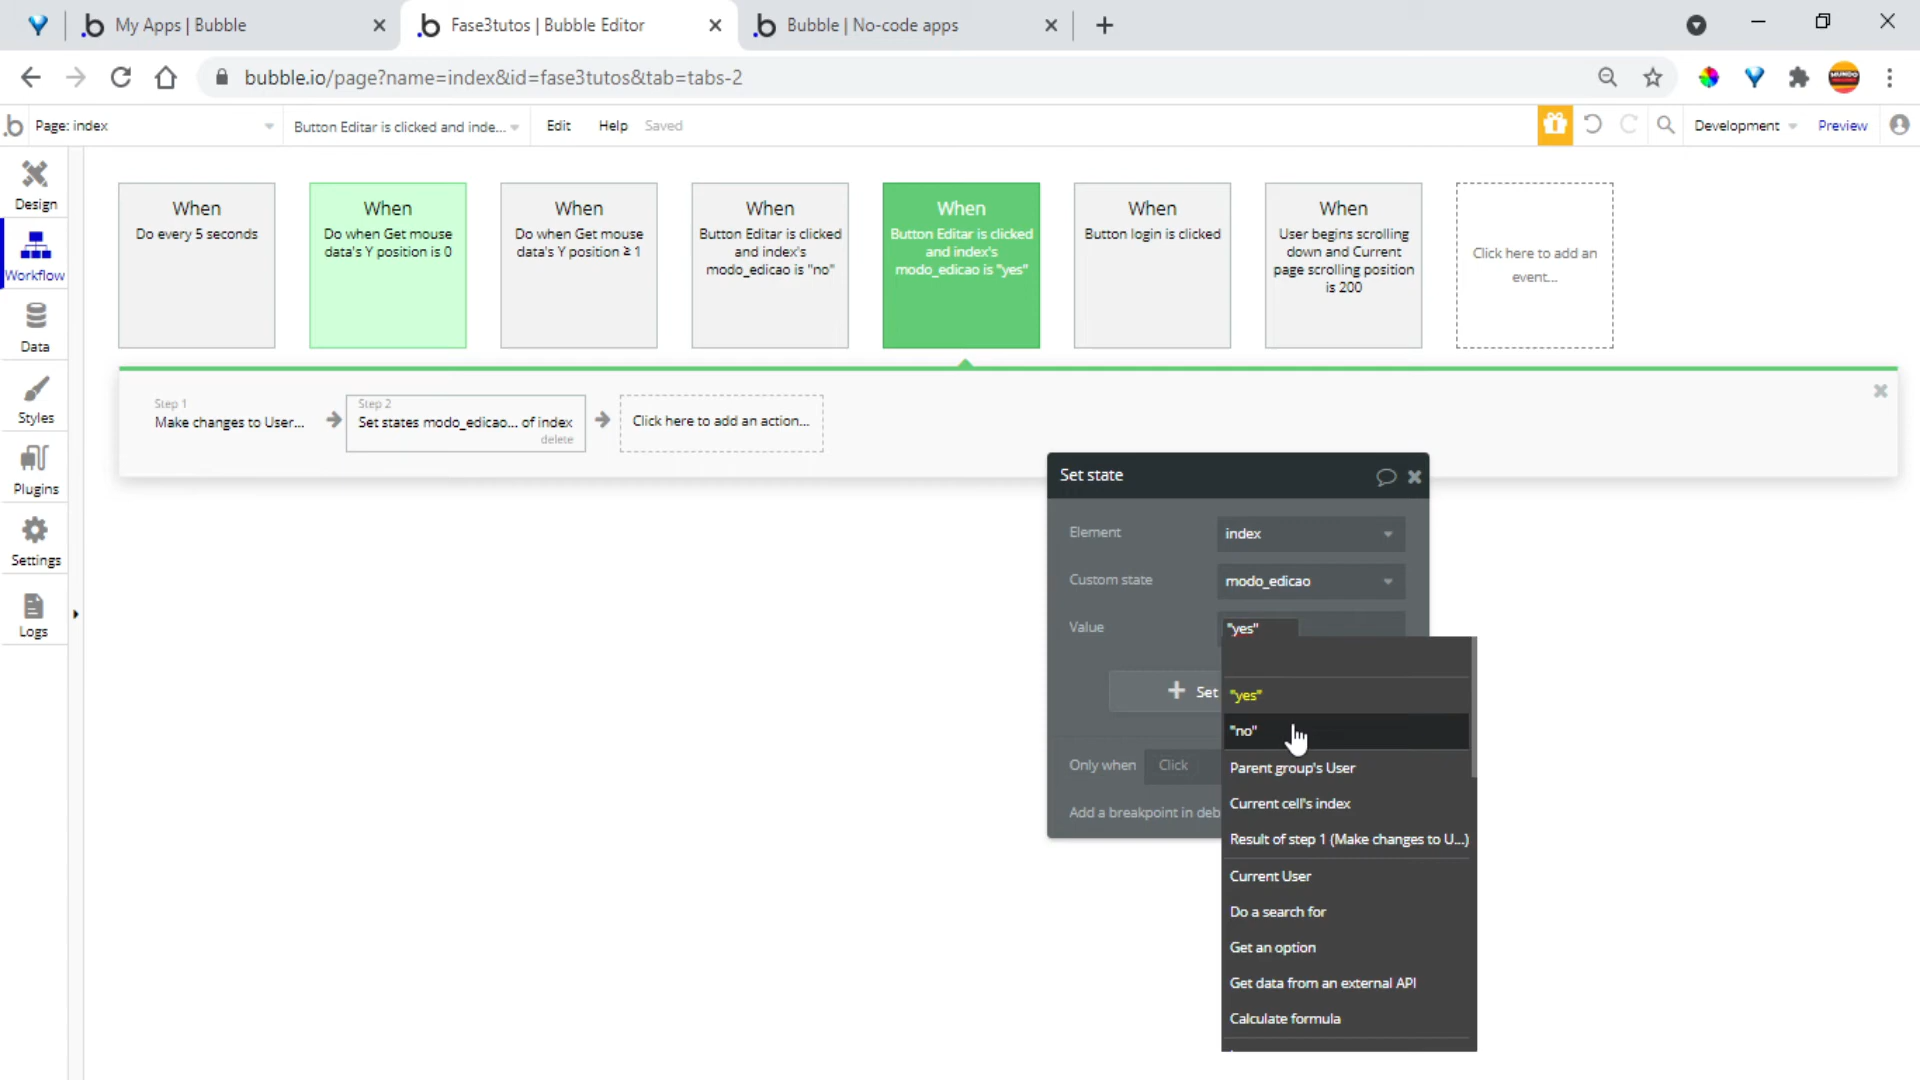 My Apps | Bubble
Fase3tutos | Bubble Editor
Bubble | No-code apps
bubble.io/page?name=index&id=fase3tutos&tab=tabs-2
Page: index
Button Editar is clicked and inde...
Edit
Help
Saved
Development
Preview
Design
Workflow
Data
Styles
Plugins
Settings
Logs
When
Do every 5 seconds
When
Do when Get mouse
data's Y position is 0
When
Do when Get mouse
data's Y position ≥ 1
When
Button Editar is clicked
and index's
modo_edicao is "no"
When
Button Editar is clicked
and index's
modo_edicao is "yes"
When
Button login is clicked
When
User begins scrolling
down and Current
page scrolling position
is 200
Click here to add an
event...
Step 1
Make changes to User...
Step 2
Set states modo_edicao... of index
delete
Click here to add an action...
Set state
Element
index
Custom state
modo_edicao
Value
"yes"
Set
Only when
Click
Add a breakpoint in deb
"yes"
"no"
Parent group's User
Current cell's index
Result of step 1 (Make changes to U...)
Current User
Do a search for
Get an option
Get data from an external API
Calculate formula